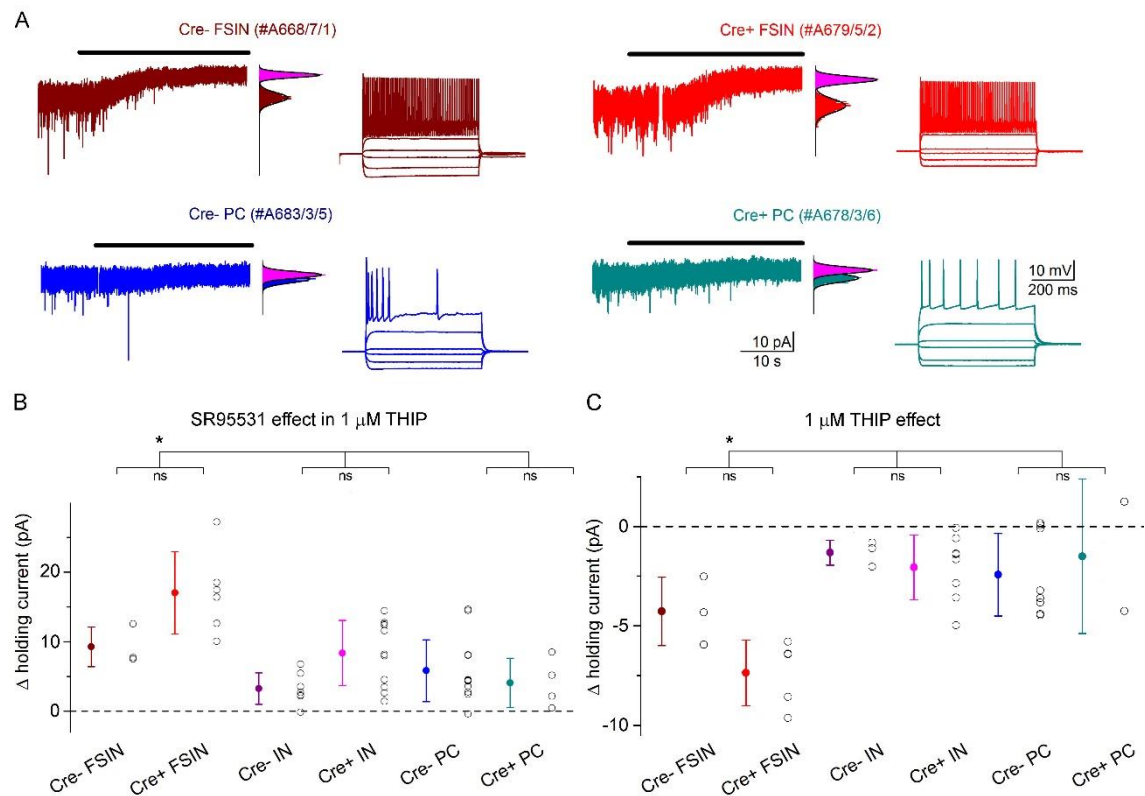 A
Cre- FSIN (#A668/7/1)
Cre+ FSIN (#A679/5/2)
Cre- PC (#A683/3/5)
Cre+ PC (#A678/3/6)
10 mV
200 ms
10 pA
10 s
B
SR95531 effect in 1 μM THIP
*
ns
ns
ns
Δ holding current (pA)
20
10
0
Cre- FSIN
Cre+ FSIN
Cre- IN
Cre+ IN
Cre- PC
Cre+ PC
C
1 μM THIP effect
*
ns
ns
ns
Δ holding current (pA)
0
-5
-10
Cre- FSIN
Cre+ FSIN
Cre- IN
Cre+ IN
Cre- PC
Cre+ PC